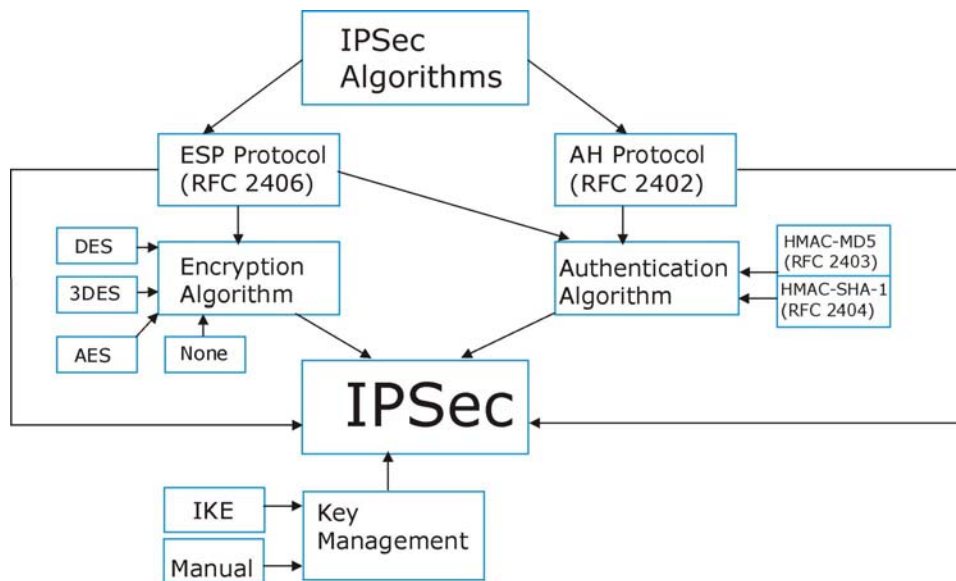 IPSec
Algorithms
ESP Protocol
(RFC 2406)
AH Protocol
(RFC 2402)
DES
3DES
AES
None
Encryption
Algorithm
Authentication
Algorithm
HMAC-MD5
(RFC 2403)
HMAC-SHA-1
(RFC 2404)
IPSec
IKE
Manual
Key
Management